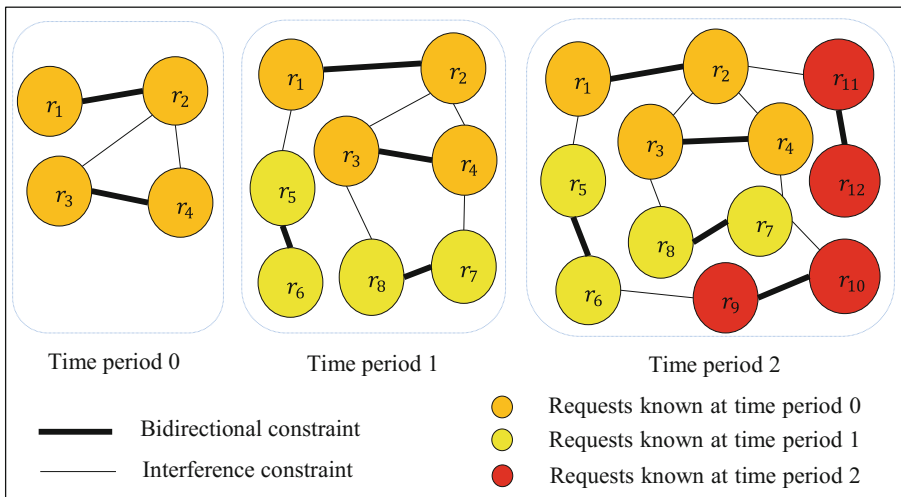 r1
r2
r3
r4
Time period 0
r1
r2
r3
r4
r5
r6
r8
r7
Time period 1
r1
r2
r11
r3
r4
r5
r12
r8
r7
r6
r9
r10
Time period 2
Bidirectional constraint
Interference constraint
Requests known at time period 0
Requests known at time period 1
Requests known at time period 2